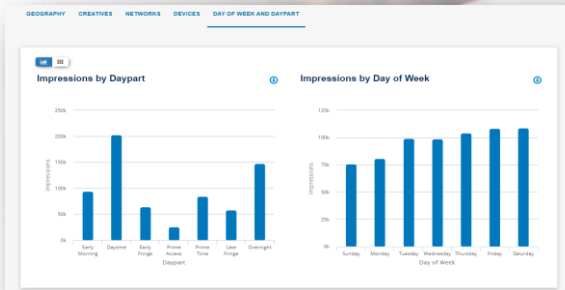 GEOGRAPHY CREATIVES NETWORKS DEVICES DAY OF WEEK AND DAYPART
Impressions by Daypart
250k
200k
150k
100k
50k
0k
Impressions
Early Morning
Daytime
Early Fringe
Prime Access
Prime Time
Late Fringe
Overnight
Daypart
Impressions by Day of Week
125k
100k
75k
50k
25k
0k
Impressions
Sunday Monday Tuesday Wednesday Thursday Friday Saturday
Day of Week